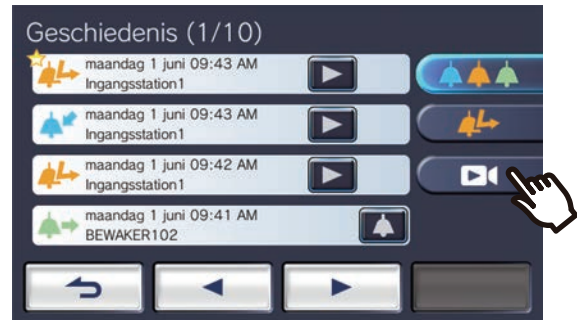 Geschiedenis (1/10)
maandag 1 juni 09:43 AM
Ingangsstation1
maandag 1 juni 09:43 AM
Ingangsstation1
maandag 1 juni 09:42 AM
Ingangsstation1
maandag 1 juni 09:41 AM
BEWAKER102